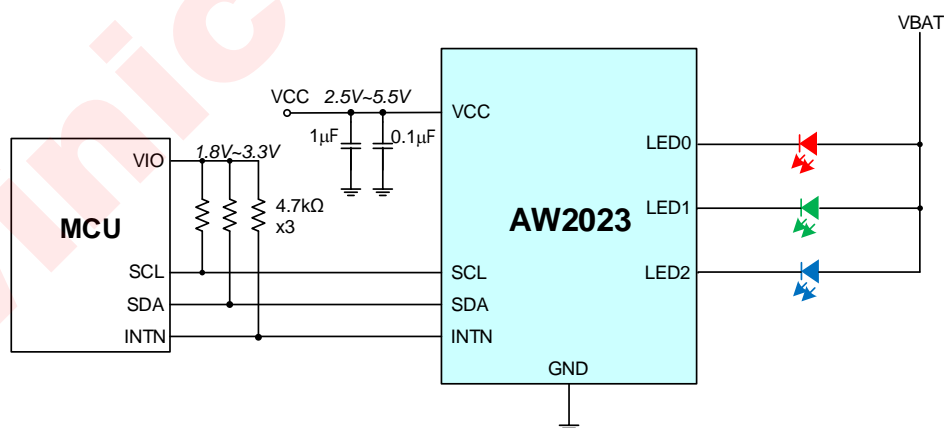 VBAT
VCC 2.5V~5.5V
VCC
1μF
0.1μF
LED0
VIO
1.8V~3.3V
LED1
4.7kΩ
x3
MCU
AW2023
SCL
SCL
LED2
SDA
SDA
INTN
INTN
GND